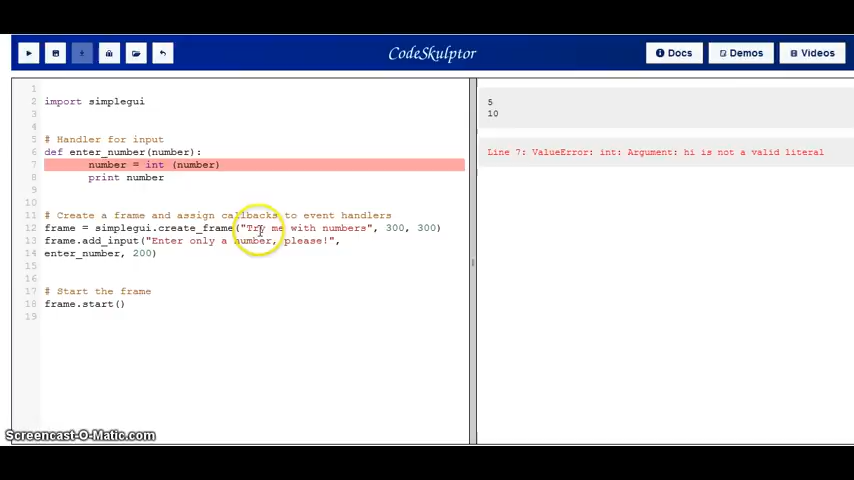 CodeSkulptor
Docs
Demos
Videos
1
2 import simplegui
3
4
5 # Handler for input
6 def enter_number(number):
7 number = int (number)
8 print number
9
10
11 # Create a frame and assign callbacks to event handlers
12 frame = simplegui.create_frame("Try me with numbers", 300, 300)
13 frame.add_input("Enter only a number, please!",
14 enter_number, 200)
15
16
17 # Start the frame
18 frame.start()
19
5
10
Line 7: ValueError: int: Argument: hi is not a valid literal
Screencast-O-Matic.com